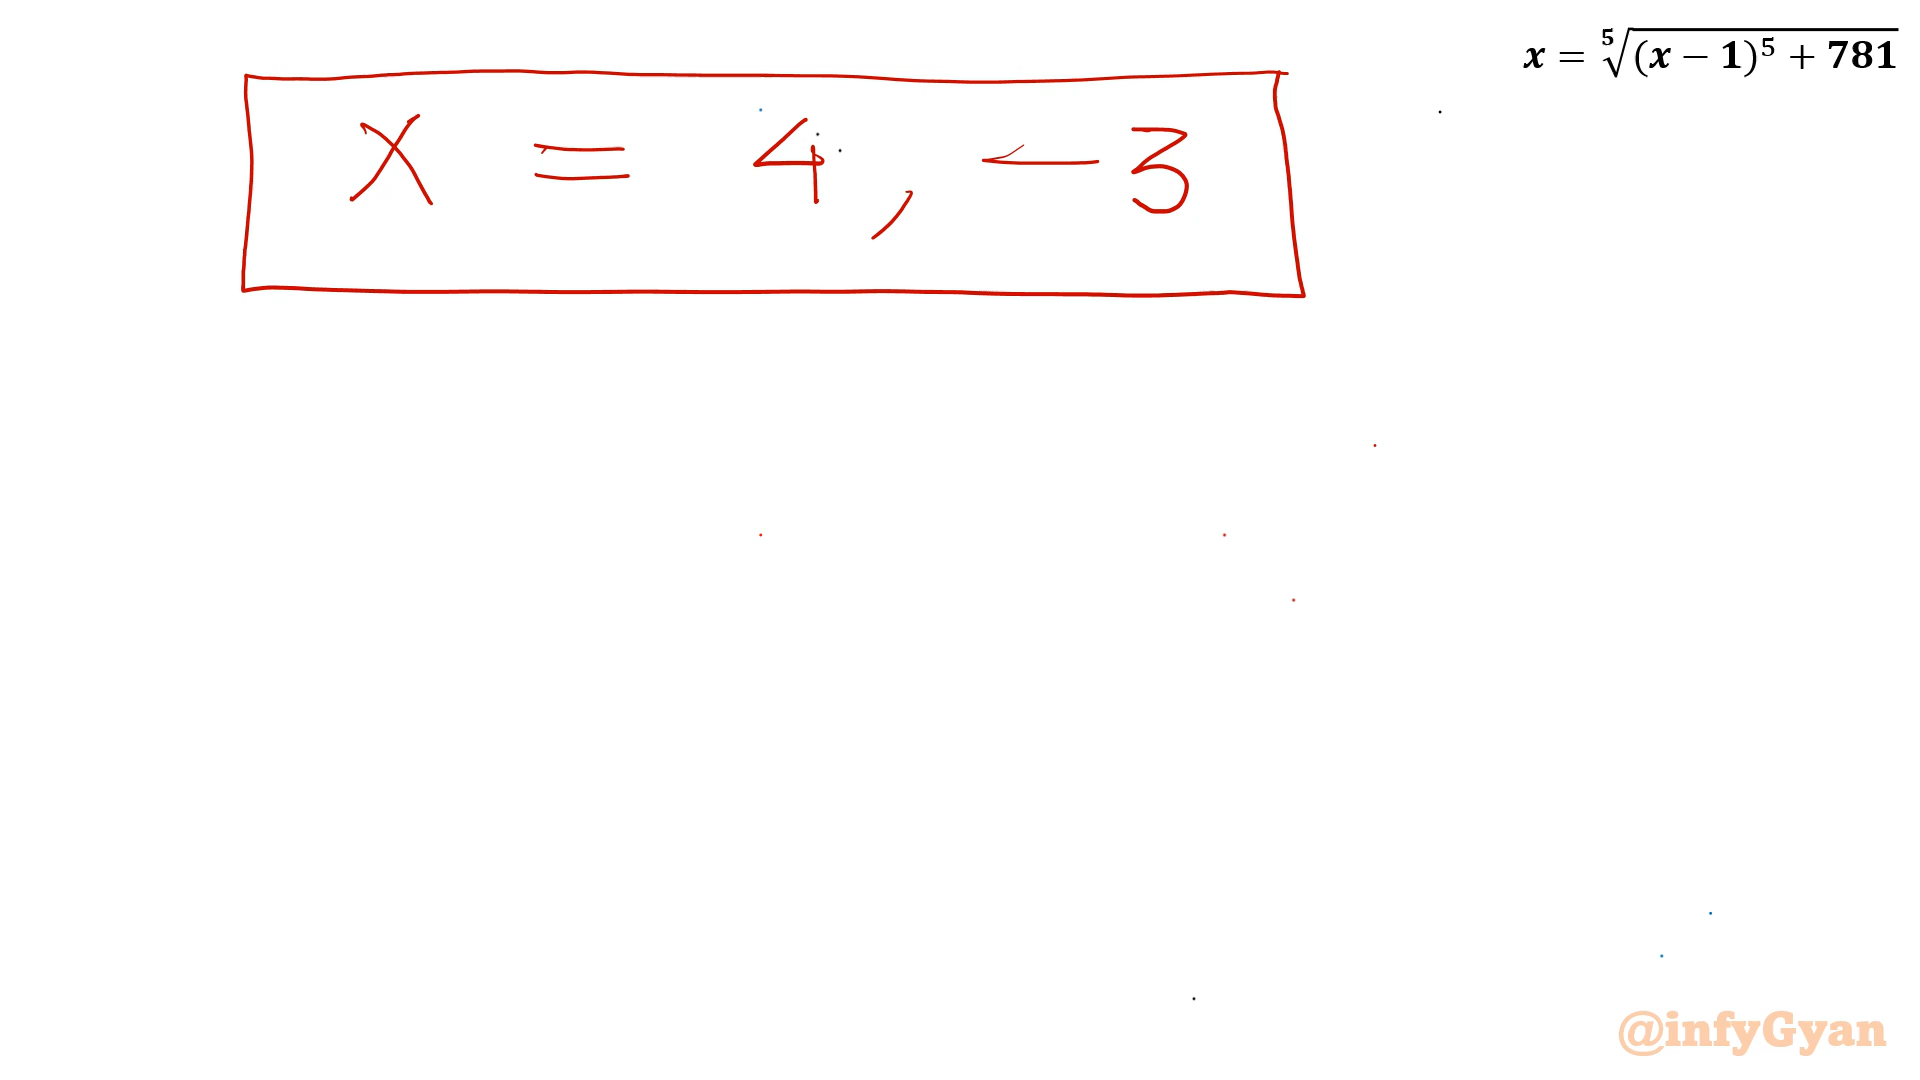 x = ⁵√((x − 1)⁵ + 781)
X = 4, −3
@infyGyan